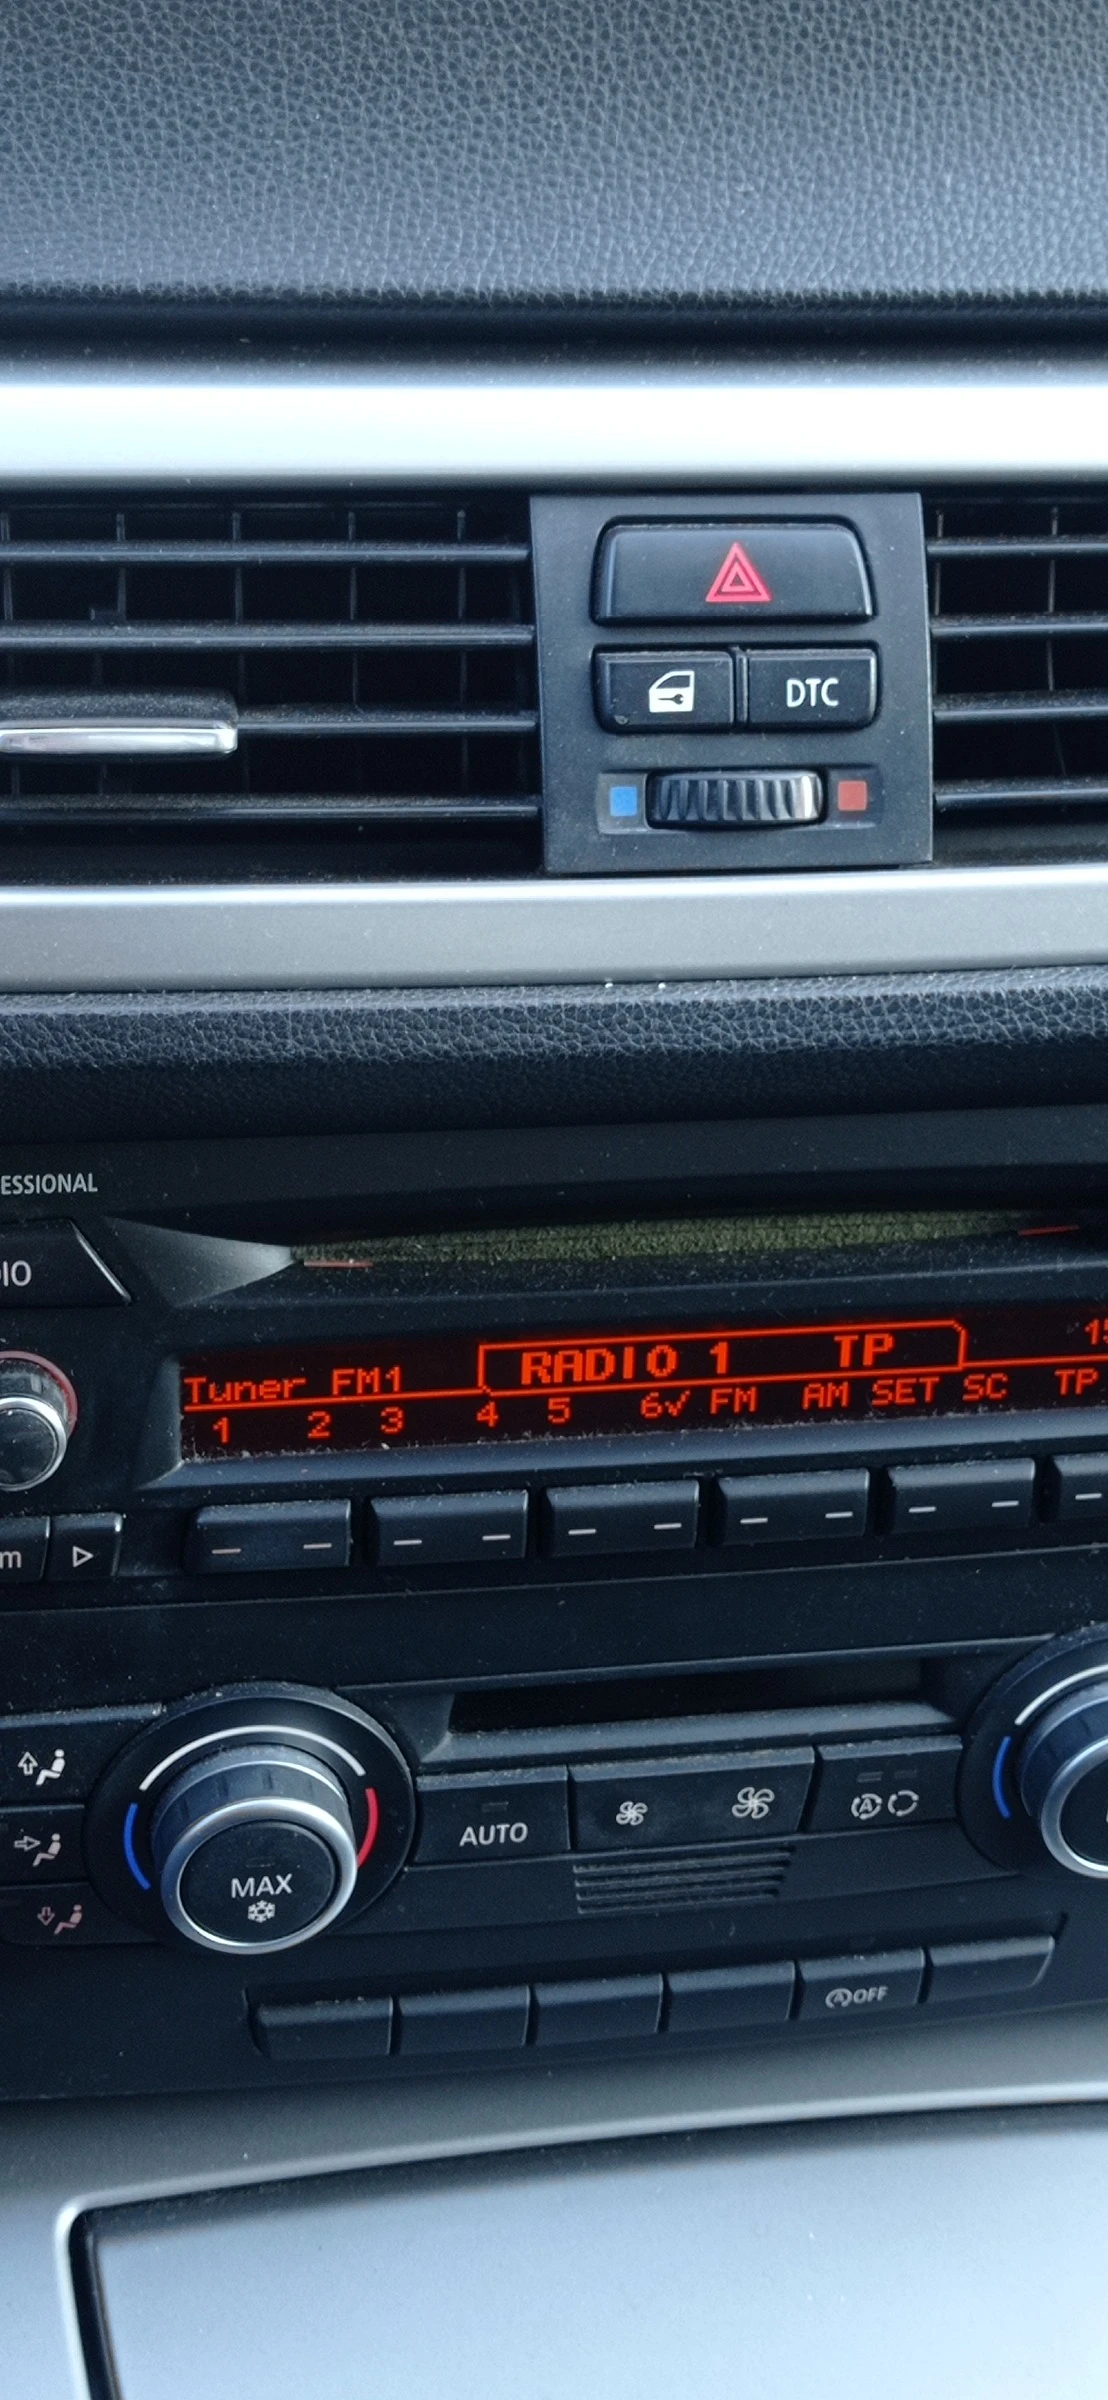 DTC
ESSIONAL
IO
RADIO 1 TP 15
Tuner FM1
1 2 3 4 5 6✓ FM AM SET SC TP
m
AUTO
A
MAX
A OFF